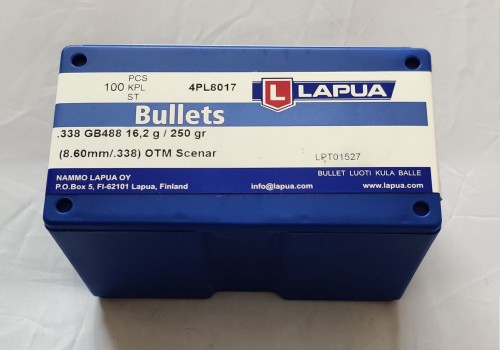 PCS
100 KPL
ST
4PL8017
L LAPUA
Bullets
.338 GB488 16,2 g / 250 gr
(8.60mm/.338) OTM Scenar
LPT01527
BULLET LUOTI KULA BALLE
NAMMO LAPUA OY
P.O.Box 5, FI-62101 Lapua, Finland
info@lapua.com
www.lapua.com